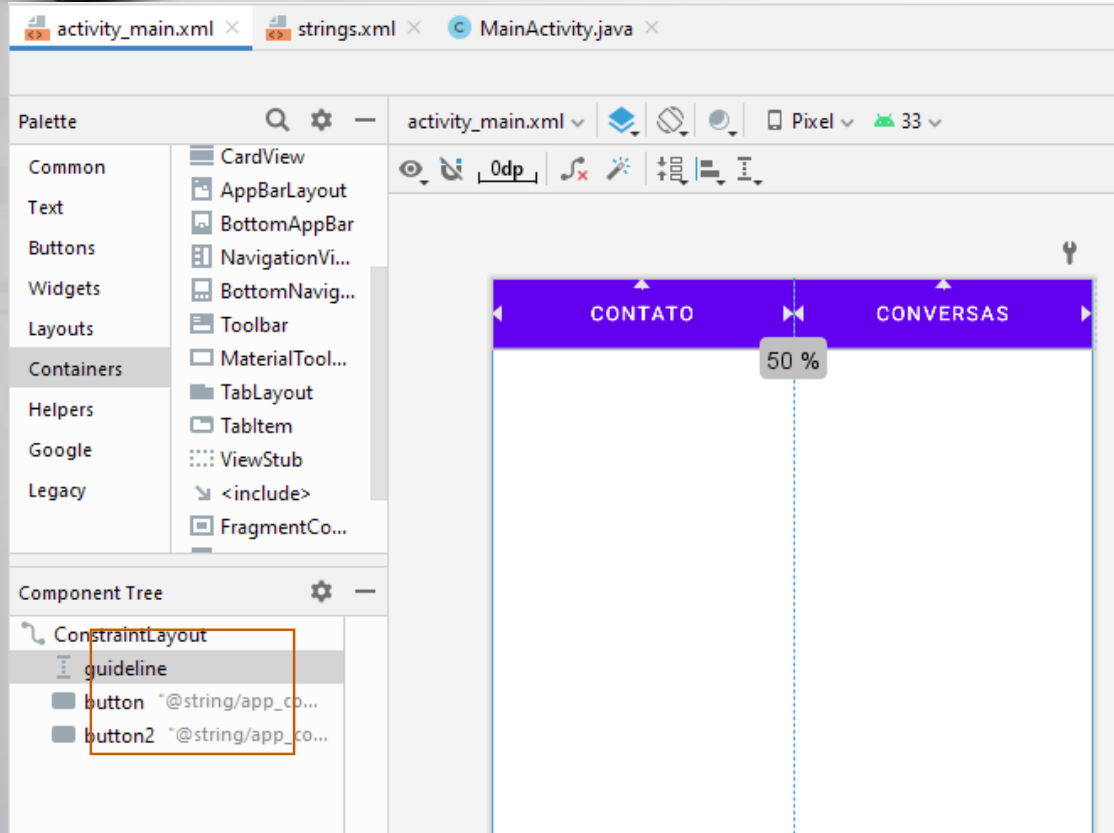 activity_main.xml strings.xml C MainActivity.java
Palette
Common
Text
Buttons
Widgets
Layouts
Containers
Helpers
Google
Legacy
CardView
AppBarLayout
BottomAppBar
NavigationVi...
BottomNavig...
Toolbar
MaterialTool...
TabLayout
TabItem
ViewStub
<include>
FragmentCo...
Component Tree
ConstraintLayout
guideline
button "@string/app_co...
button2 "@string/app_co...
activity_main.xml Pixel 33
0dp
CONTATO CONVERSAS
50 %